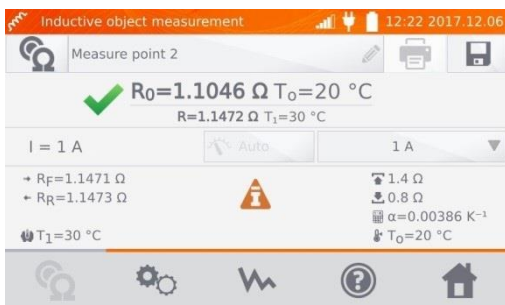 Inductive object measurement 12:22 2017.12.06
Measure point 2
R₀=1.1046 Ω T₀=20 °C
R=1.1472 Ω T₁=30 °C
I = 1 A Auto 1 A
→ RF=1.1471 Ω 1.4 Ω
← RR=1.1473 Ω 0.8 Ω
α=0.00386 K⁻¹
T₁=30 °C T₀=20 °C